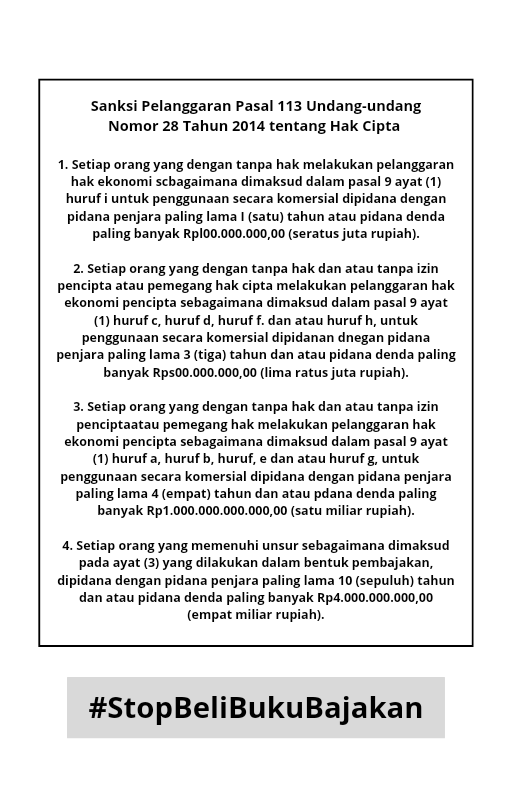 Sanksi Pelanggaran Pasal 113 Undang-undang
Nomor 28 Tahun 2014 tentang Hak Cipta
1. Setiap orang yang dengan tanpa hak melakukan pelanggaran
hak ekonomi scbagaimana dimaksud dalam pasal 9 ayat (1)
huruf i untuk penggunaan secara komersial dipidana dengan
pidana penjara paling lama I (satu) tahun atau pidana denda
paling banyak Rpl00.000.000,00 (seratus juta rupiah).
2. Setiap orang yang dengan tanpa hak dan atau tanpa izin
pencipta atau pemegang hak cipta melakukan pelanggaran hak
ekonomi pencipta sebagaimana dimaksud dalam pasal 9 ayat
(1) huruf c, huruf d, huruf f. dan atau huruf h, untuk
penggunaan secara komersial dipidanan dnegan pidana
penjara paling lama 3 (tiga) tahun dan atau pidana denda paling
banyak Rps00.000.000,00 (lima ratus juta rupiah).
3. Setiap orang yang dengan tanpa hak dan atau tanpa izin
penciptaatau pemegang hak melakukan pelanggaran hak
ekonomi pencipta sebagaimana dimaksud dalam pasal 9 ayat
(1) huruf a, huruf b, huruf, e dan atau huruf g, untuk
penggunaan secara komersial dipidana dengan pidana penjara
paling lama 4 (empat) tahun dan atau pdana denda paling
banyak Rp1.000.000.000.000,00 (satu miliar rupiah).
4. Setiap orang yang memenuhi unsur sebagaimana dimaksud
pada ayat (3) yang dilakukan dalam bentuk pembajakan,
dipidana dengan pidana penjara paling lama 10 (sepuluh) tahun
dan atau pidana denda paling banyak Rp4.000.000.000,00
(empat miliar rupiah).
#StopBeliBukuBajakan